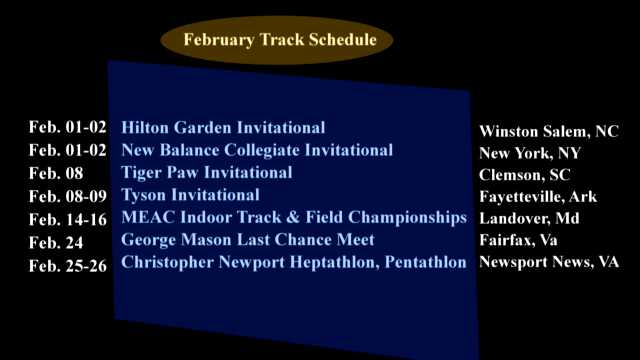 February Track Schedule
Feb. 01-02 Hilton Garden Invitational Winston Salem, NC
Feb. 01-02 New Balance Collegiate Invitational New York, NY
Feb. 08 Tiger Paw Invitational Clemson, SC
Feb. 08-09 Tyson Invitational Fayetteville, Ark
Feb. 14-16 MEAC Indoor Track & Field Championships Landover, Md
Feb. 24 George Mason Last Chance Meet Fairfax, Va
Feb. 25-26 Christopher Newport Heptathlon, Pentathlon Newsport News, VA